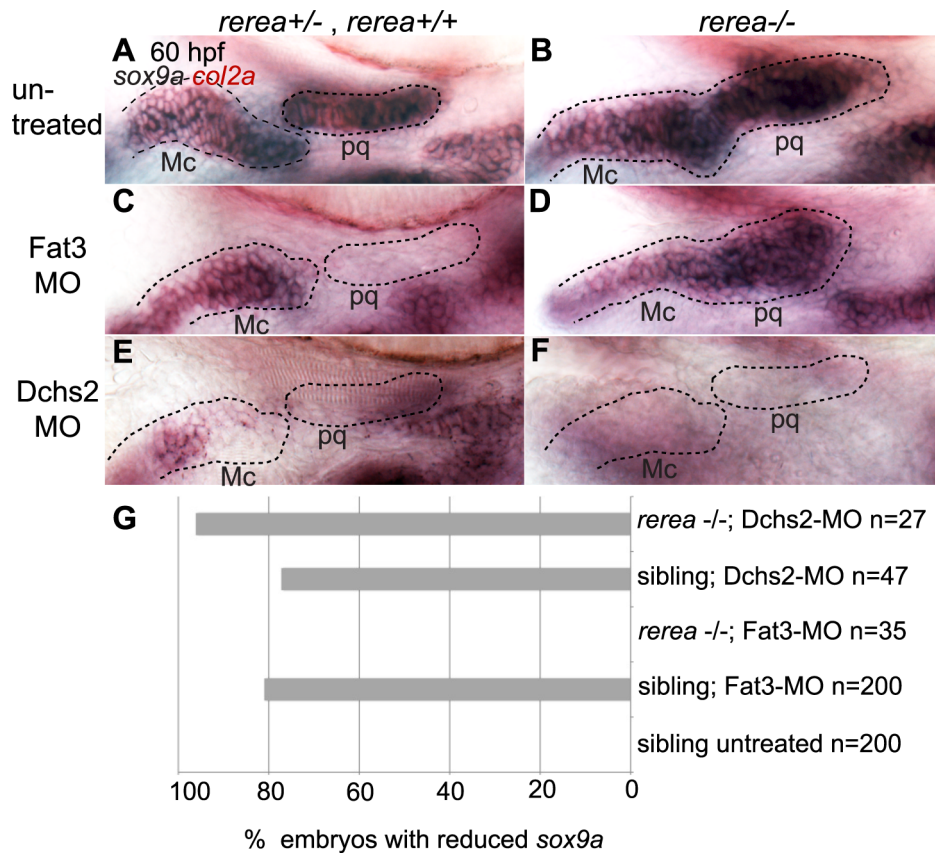 rerea+/- , rerea+/+
rerea-/-
un-
treated
A
60 hpf
sox9a col2a
Mc
pq
B
Mc
pq
Fat3
MO
C
Mc
pq
D
Mc
pq
Dchs2
MO
E
Mc
pq
F
Mc
pq
G
rerea -/-; Dchs2-MO n=27
sibling; Dchs2-MO n=47
rerea -/-; Fat3-MO n=35
sibling; Fat3-MO n=200
sibling untreated n=200
100 80 60 40 20 0
% embryos with reduced sox9a